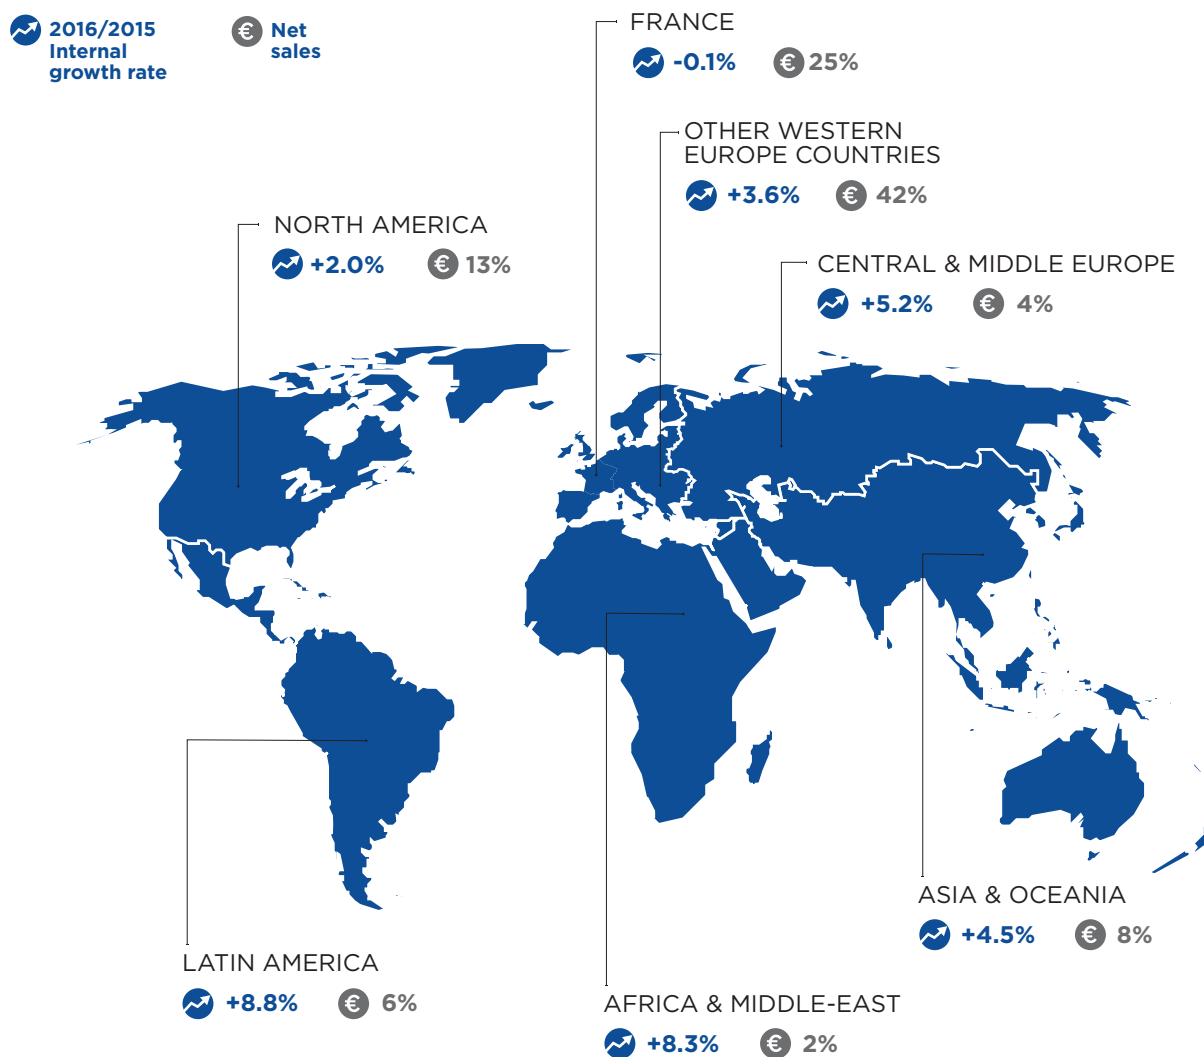 2016/2015
Internal
growth rate
€ Net
sales
FRANCE
-0.1% € 25%
OTHER WESTERN
EUROPE COUNTRIES
+3.6% € 42%
NORTH AMERICA
+2.0% € 13%
CENTRAL & MIDDLE EUROPE
+5.2% € 4%
ASIA & OCEANIA
+4.5% € 8%
LATIN AMERICA
+8.8% € 6%
AFRICA & MIDDLE-EAST
+8.3% € 2%